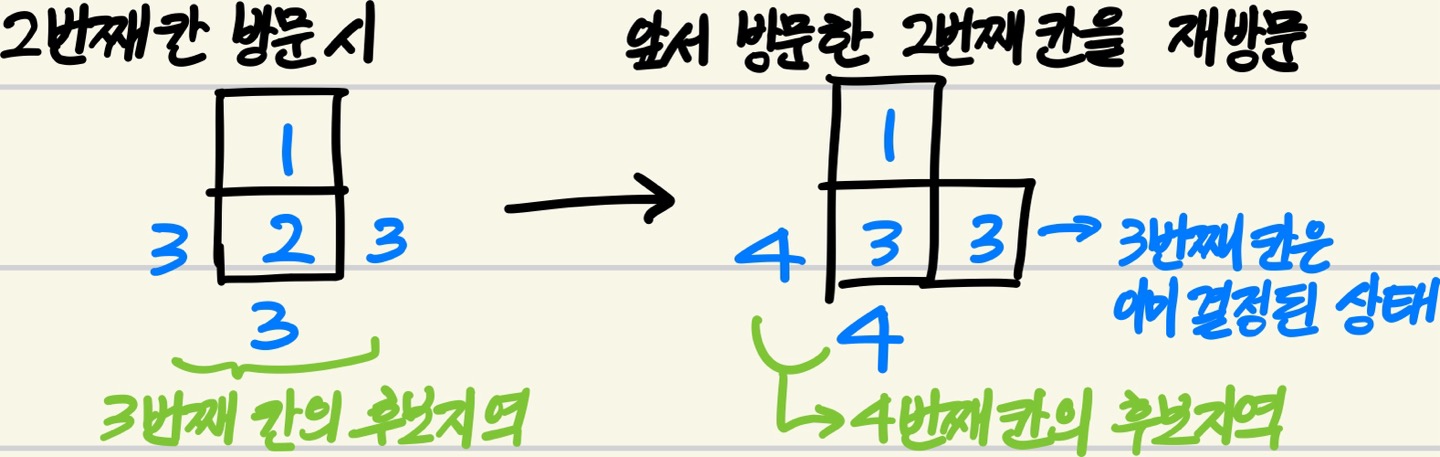 2번째 칸 방문 시
1
3 2 3
3
3번째 칸의 후보지역
앞서 방문한 2번째 칸을 재방문
1
4 3 3 → 3번째 칸은
이미 결정된 상태
4
4번째 칸의 후보지역